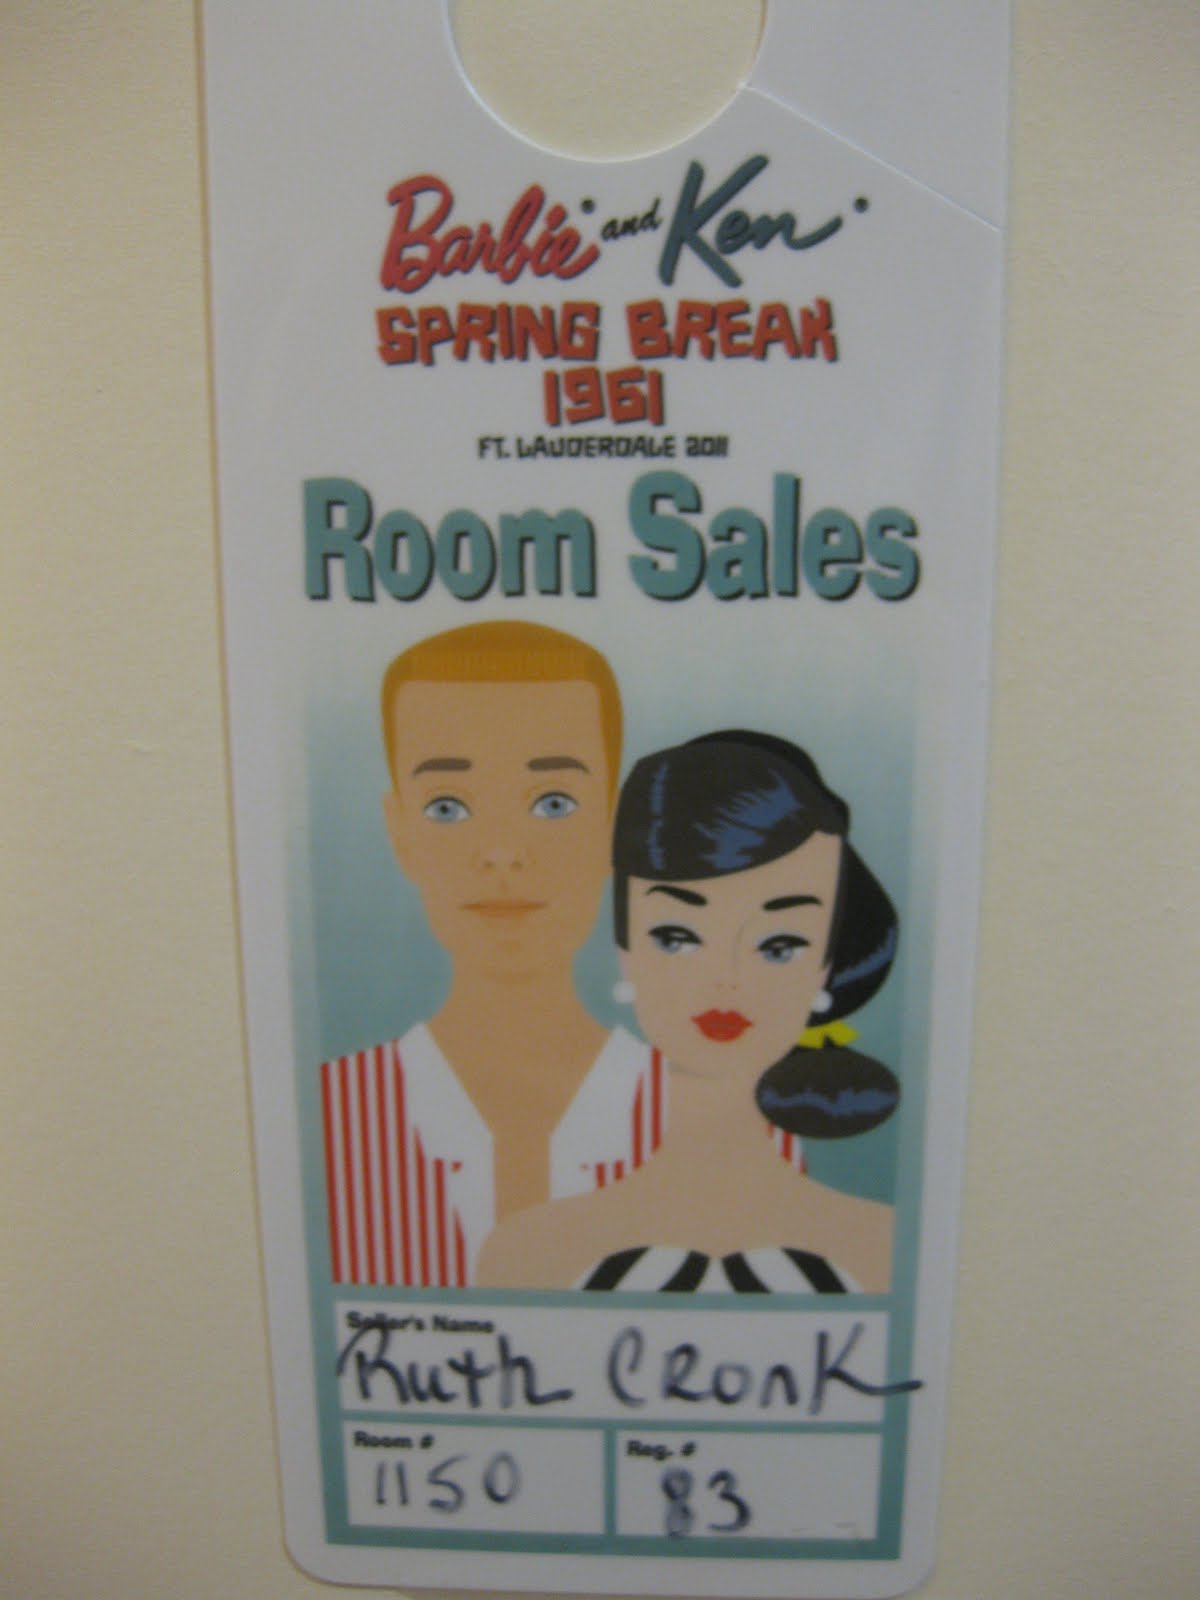 Barbie and Ken
SPRING BREAK
1961
FT. LAUDERDALE 2011
Room Sales
Seller's Name
Ruth Cronk
Room #
1150
Reg. #
83